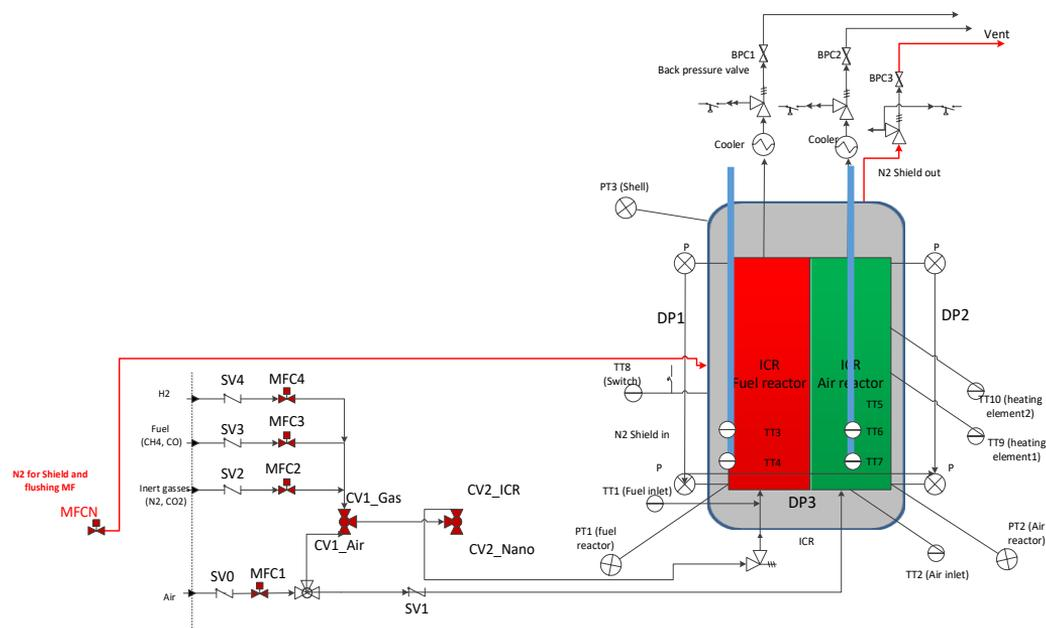 BPC1
BPC2
Vent
Back pressure valve
BPC3
Cooler
Cooler
N2 Shield out
PT3 (Shell)
P
P
DP1
DP2
ICR
Fuel reactor
ICR
Air reactor
TT8
(Switch)
TT10 (heating
element2)
TT5
TT3
TT6
TT9 (heating
element1)
N2 Shield in
TT4
TT7
P
P
TT1 (Fuel inlet)
DP3
PT1 (fuel
reactor)
ICR
PT2 (Air
reactor)
TT2 (Air inlet)
H2
SV4
MFC4
Fuel
(CH4, CO)
SV3
MFC3
N2 for Shield and
flushing MF
MFCN
Inert gasses
(N2, CO2)
SV2
MFC2
CV1_Gas
CV2_ICR
CV1_Air
CV2_Nano
Air
SV0
MFC1
SV1